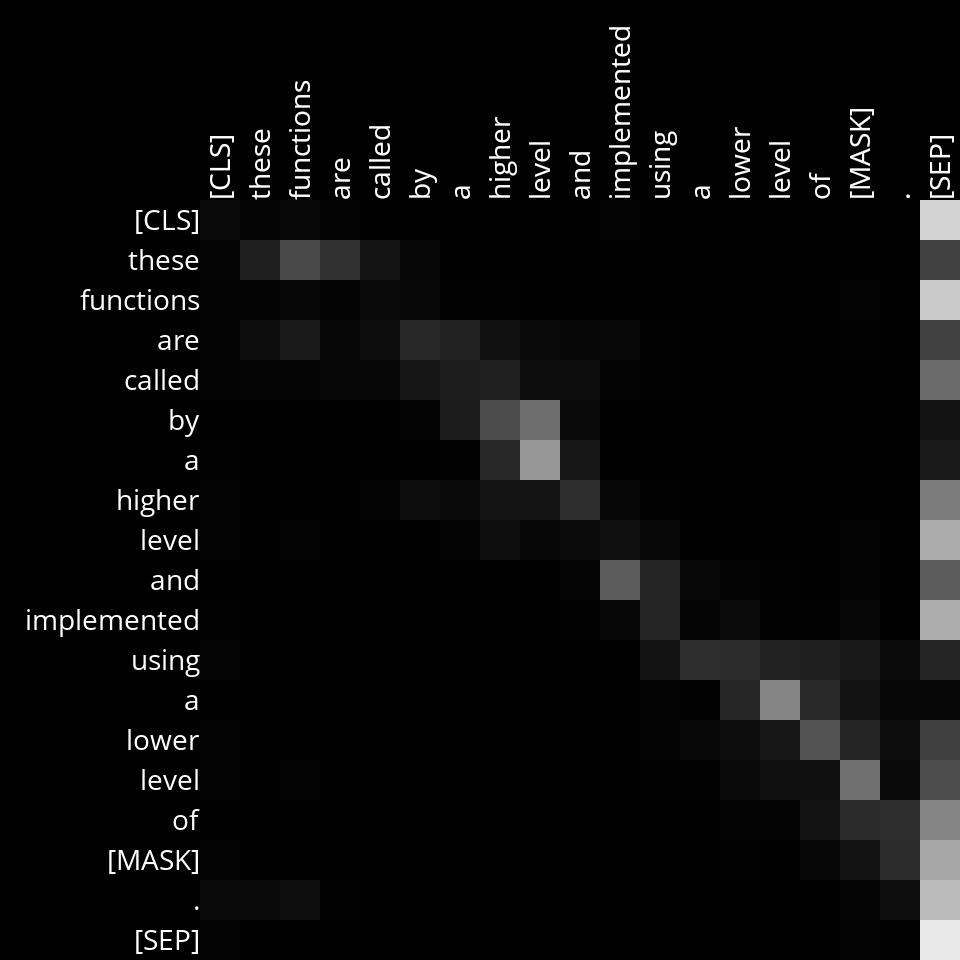 [CLS] these functions are called by a higher level and implemented using a lower level of [MASK] . [SEP]
[CLS]
these
functions
are
called
by
a
higher
level
and
implemented
using
a
lower
level
of
[MASK]
.
[SEP]